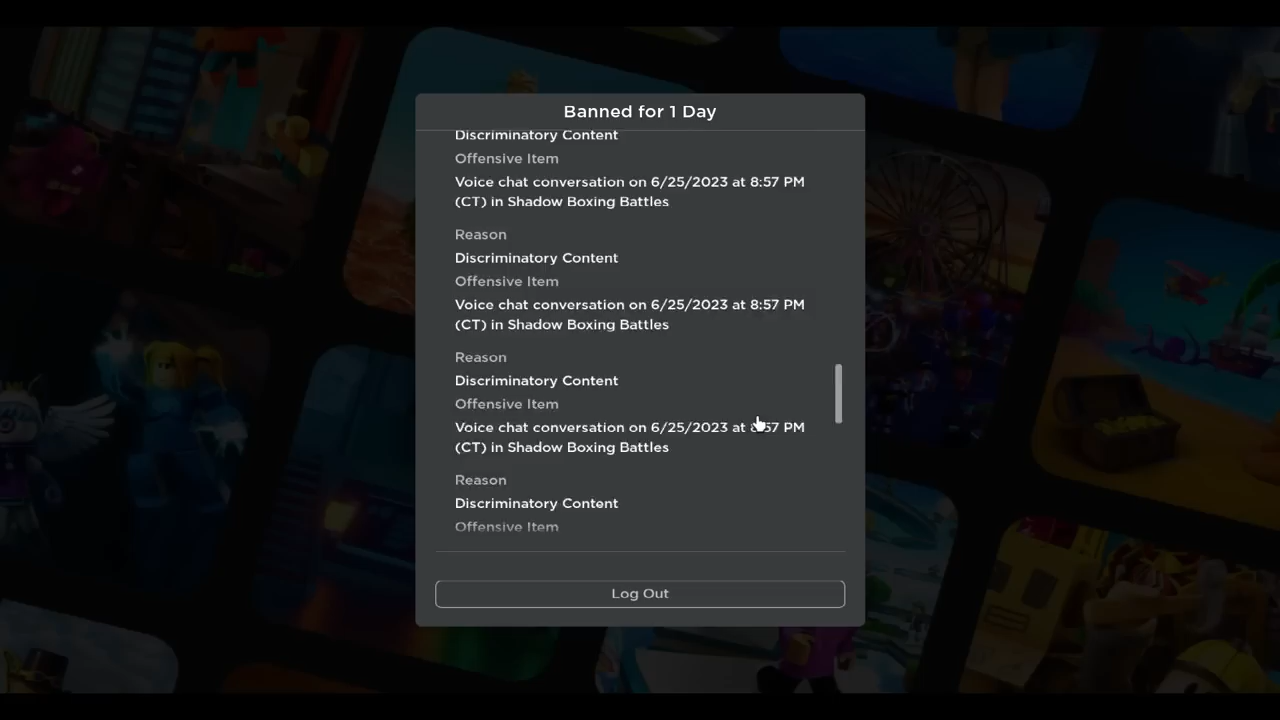 Banned for 1 Day
Discriminatory Content
Offensive Item
Voice chat conversation on 6/25/2023 at 8:57 PM
(CT) in Shadow Boxing Battles
Reason
Discriminatory Content
Offensive Item
Voice chat conversation on 6/25/2023 at 8:57 PM
(CT) in Shadow Boxing Battles
Reason
Discriminatory Content
Offensive Item
Voice chat conversation on 6/25/2023 at 8:57 PM
(CT) in Shadow Boxing Battles
Reason
Discriminatory Content
Offensive Item
Log Out